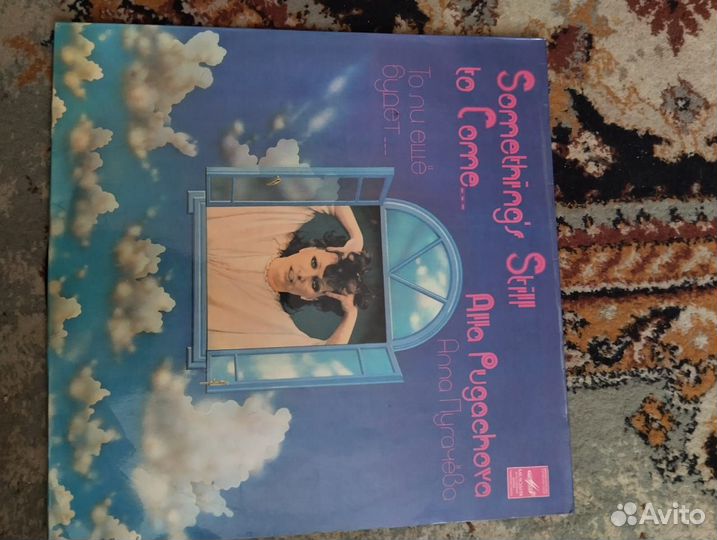 Something's Still
to Come...
То ли ещё
будет...
Alla Pugachova
Алла Пугачёва
Avito